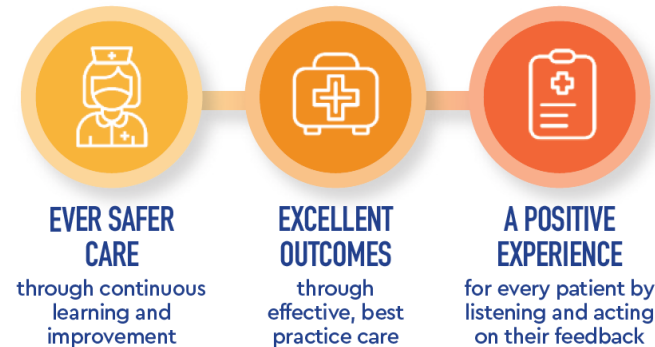 EVER SAFER
CARE
through continuous
learning and
improvement
EXCELLENT
OUTCOMES
through
effective, best
practice care
A POSITIVE
EXPERIENCE
for every patient by
listening and acting
on their feedback